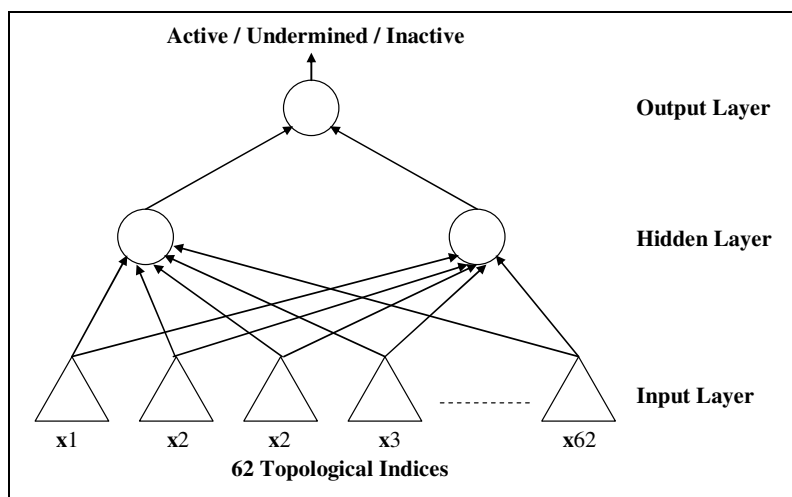 Active / Undermined / Inactive
Output Layer
Hidden Layer
Input Layer
x1 x2 x2 x3 x62
62 Topological Indices